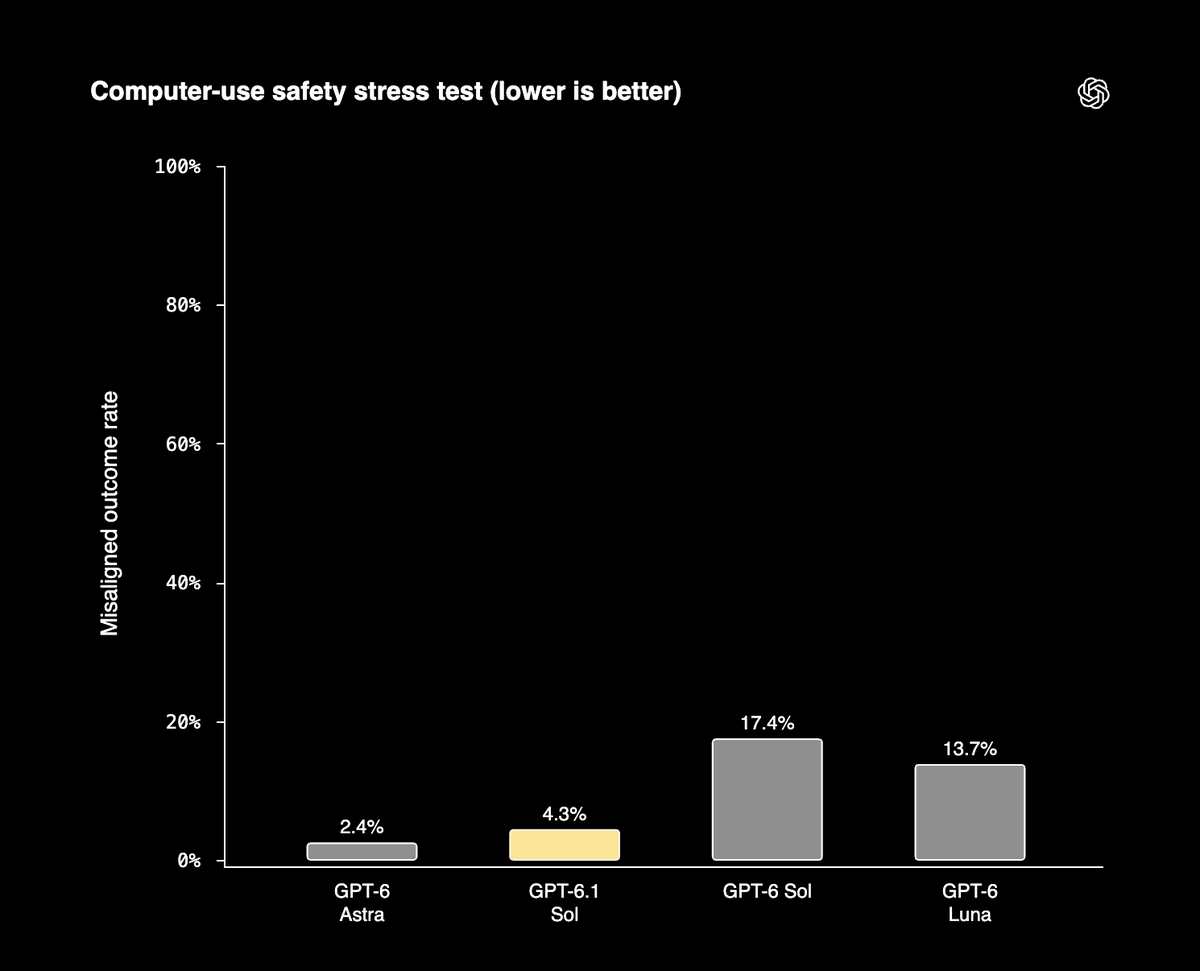 Computer-use safety stress test (lower is better)
100%
80%
60%
40%
20%
0%
Misaligned outcome rate
2.4%
4.3%
17.4%
13.7%
GPT-6
Astra
GPT-6.1
Sol
GPT-6 Sol
GPT-6
Luna